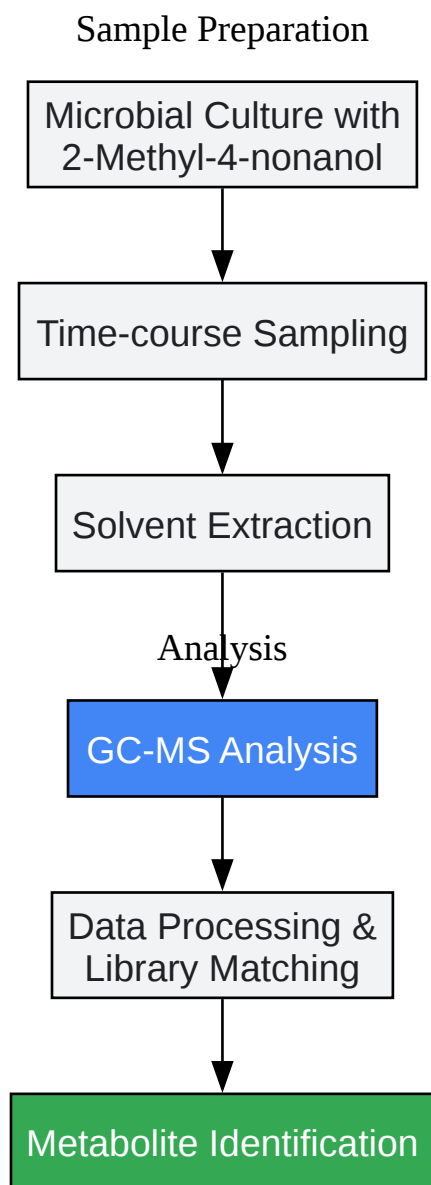 Sample Preparation
Microbial Culture with
2-Methyl-4-nonanol
Time-course Sampling
Solvent Extraction
Analysis
GC-MS Analysis
Data Processing &
Library Matching
Metabolite Identification